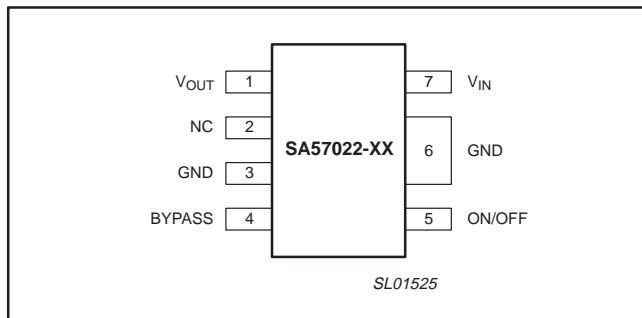 VOUT 1 7 VIN
NC 2
SA57022-XX 6 GND
GND 3
BYPASS 4 5 ON/OFF
SL01525